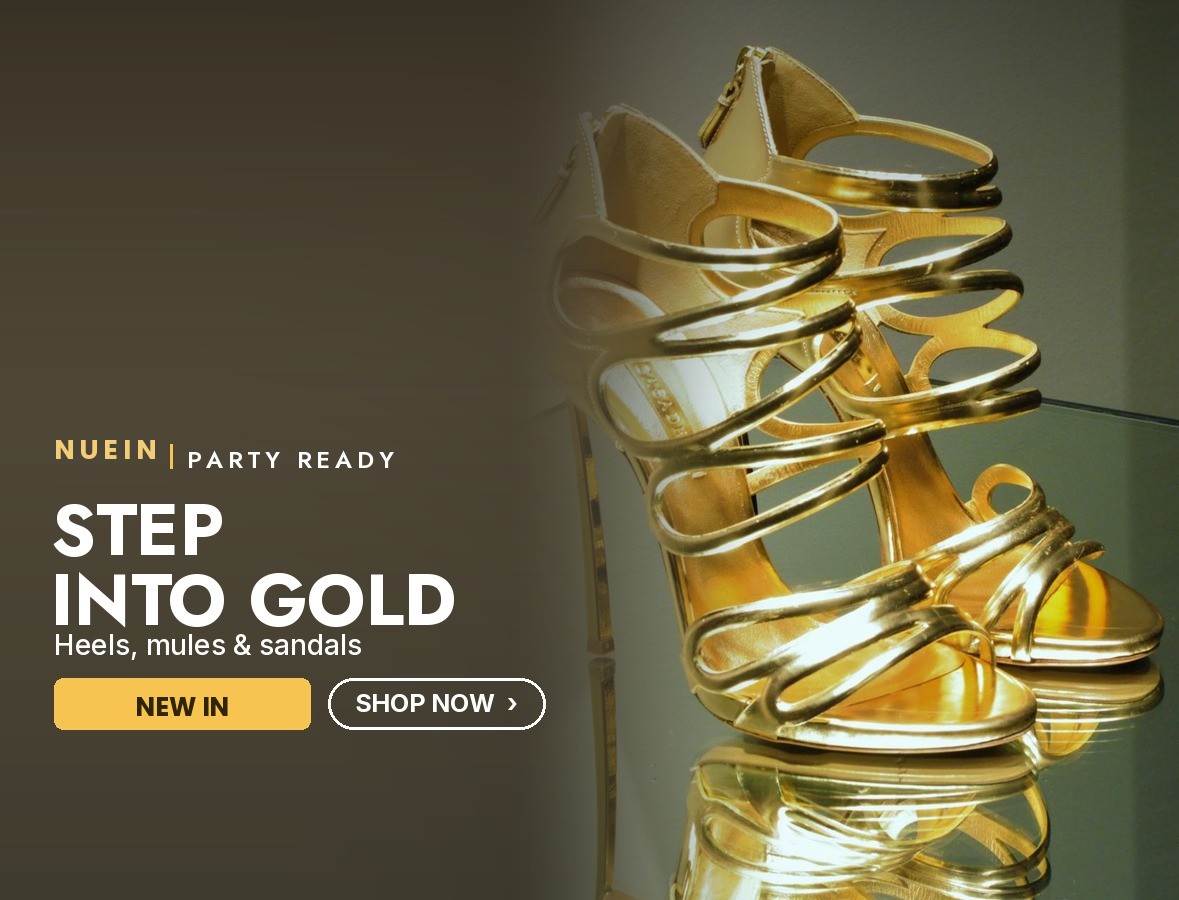 NUEIN | PARTY READY
STEP
INTO GOLD
Heels, mules & sandals
NEW IN
SHOP NOW ›